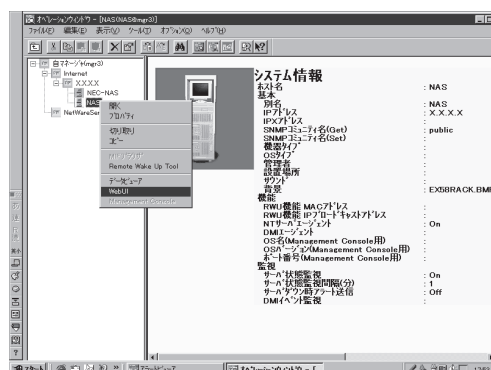 オペレーションウィンドウ - [NAS(NAS@mgr3)]
ファイル(F) 編集(E) 表示(V) ツール(T) オプション(O) ヘルプ(H)
自マネージャ(mgr3)
Internet
X.X.X.X
NEC-NAS
NAS
NetWareSer
開く
プロパティ
切り取り
コピー
Remote Wake Up Tool
データビューア
WebUI
Management Console
システム情報
ホスト名 : NAS
基本
別名 : NAS
IPアドレス : X.X.X.X
IPXアドレス :
SNMPコミュニティ名(Get) : public
SNMPコミュニティ名(Set) :
機器タイプ :
OSタイプ :
管理者 :
設置場所 :
サウンド :
背景 : EX58RACK.BM
機能
RWU機能 MACアドレス :
RWU機能 IPブロードキャストアドレス :
NTサーバエージェント : On
DMIエージェント :
OS名(Management Console用) :
OSバージョン(Management Console用) :
ポート番号(Management Console用) :
監視
サーバ状態監視 : On
サーバ状態監視間隔(分) : 1
サーバダウン時アラート送信 : Off
DMIイベント監視 :
スタート
アラートビューア
オペレーションウィンドウ - [